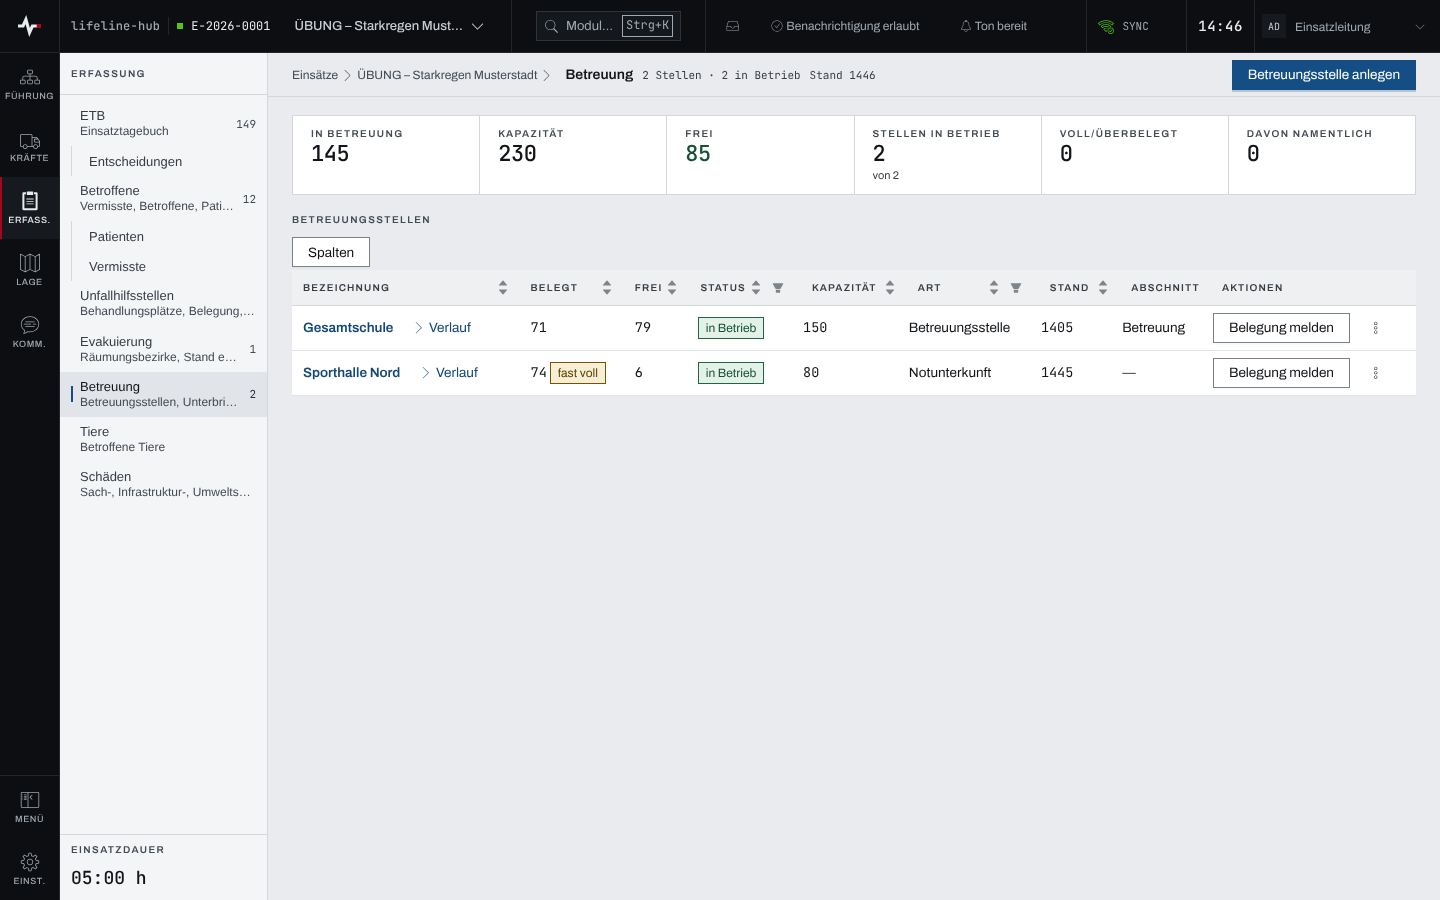 lifeline-hub E-2026-0001 ÜBUNG – Starkregen Must… Modul… Strg+K Benachrichtigung erlaubt Ton bereit SYNC 14:46 AD Einsatzleitung
FÜHRUNG
KRÄFTE
ERFASS.
LAGE
KOMM.
MENÜ
EINST.
ERFASSUNG
ETB
Einsatztagebuch
149
Entscheidungen
Betroffene
Vermisste, Betroffene, Pati…
12
Patienten
Vermisste
Unfallhilfsstellen
Behandlungsplätze, Belegung,…
Evakuierung
Räumungsbezirke, Stand e…
1
Betreuung
Betreuungsstellen, Unterbri…
2
Tiere
Betroffene Tiere
Schäden
Sach-, Infrastruktur-, Umwelts…
EINSATZDAUER
05:00 h
Einsätze ÜBUNG – Starkregen Musterstadt Betreuung 2 Stellen · 2 in Betrieb Stand 1446 Betreuungsstelle anlegen
IN BETREUUNG
145
KAPAZITÄT
230
FREI
85
STELLEN IN BETRIEB
2
von 2
VOLL/ÜBERBELEGT
0
DAVON NAMENTLICH
0
BETREUUNGSSTELLEN
Spalten
BEZEICHNUNG BELEGT FREI STATUS KAPAZITÄT ART STAND ABSCHNITT AKTIONEN
Gesamtschule Verlauf 71 79 in Betrieb 150 Betreuungsstelle 1405 Betreuung Belegung melden
Sporthalle Nord Verlauf 74 fast voll 6 in Betrieb 80 Notunterkunft 1445 — Belegung melden